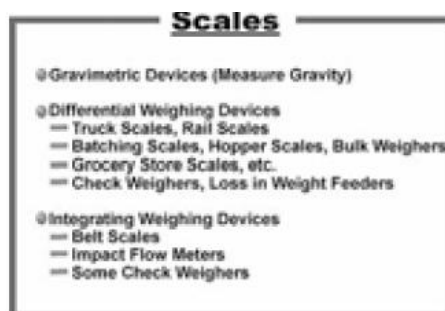 Scales
Gravimetric Devices (Measure Gravity)
Differential Weighing Devices
— Truck Scales, Rail Scales
— Batching Scales, Hopper Scales, Bulk Weighers
— Grocery Store Scales, etc.
— Check Weighers, Loss in Weight Feeders
Integrating Weighing Devices
— Belt Scales
— Impact Flow Meters
— Some Check Weighers